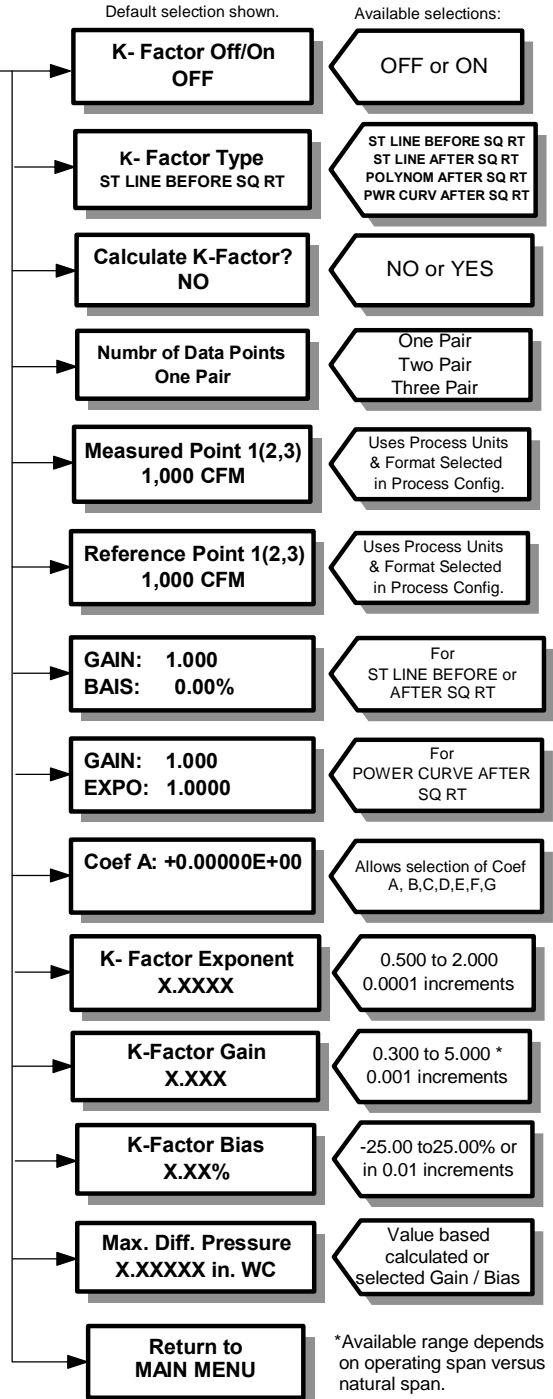 Default selection shown.
Available selections:
K- Factor Off/On
OFF
OFF or ON
K- Factor Type
ST LINE BEFORE SQ RT
ST LINE BEFORE SQ RT
ST LINE AFTER SQ RT
POLYNOM AFTER SQ RT
PWR CURV AFTER SQ RT
Calculate K-Factor?
NO
NO or YES
Numbr of Data Points
One Pair
One Pair
Two Pair
Three Pair
Measured Point 1(2,3)
1,000 CFM
Uses Process Units
& Format Selected
in Process Config.
Reference Point 1(2,3)
1,000 CFM
Uses Process Units
& Format Selected
in Process Config.
GAIN: 1.000
BAIS: 0.00%
For
ST LINE BEFORE or
AFTER SQ RT
GAIN: 1.000
EXPO: 1.0000
For
POWER CURVE AFTER
SQ RT
Coef A: +0.00000E+00
Allows selection of Coef
A, B,C,D,E,F,G
K- Factor Exponent
X.XXXX
0.500 to 2.000
0.0001 increments
K-Factor Gain
X.XXX
0.300 to 5.000 *
0.001 increments
K-Factor Bias
X.XX%
-25.00 to25.00% or
in 0.01 increments
Max. Diff. Pressure
X.XXXXX in. WC
Value based
calculated or
selected Gain / Bias
Return to
MAIN MENU
*Available range depends
on operating span versus
natural span.